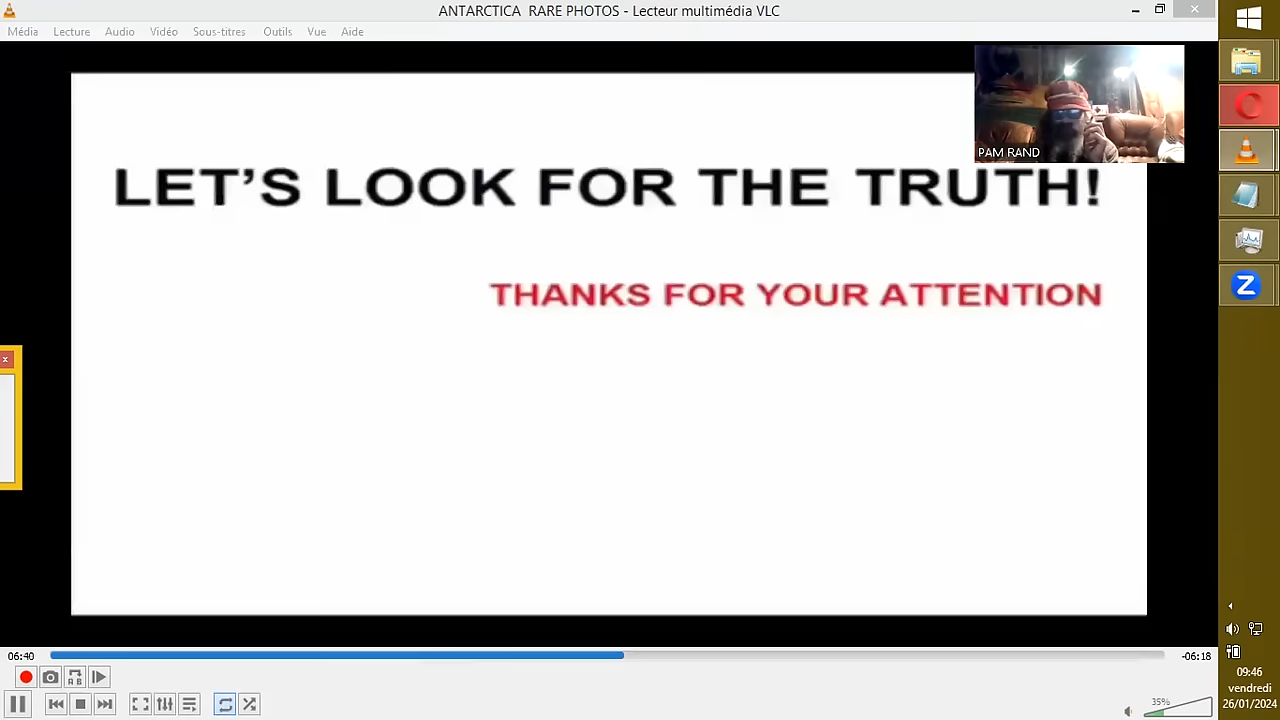 ANTARCTICA  RARE PHOTOS - Lecteur multimédia VLC
Média Lecture Audio Vidéo Sous-titres Outils Vue Aide
PAM RAND
LET'S LOOK FOR THE TRUTH!
THANKS FOR YOUR ATTENTION
06:40
-06:18
A B
35%
Z
09:46
vendredi
26/01/2024